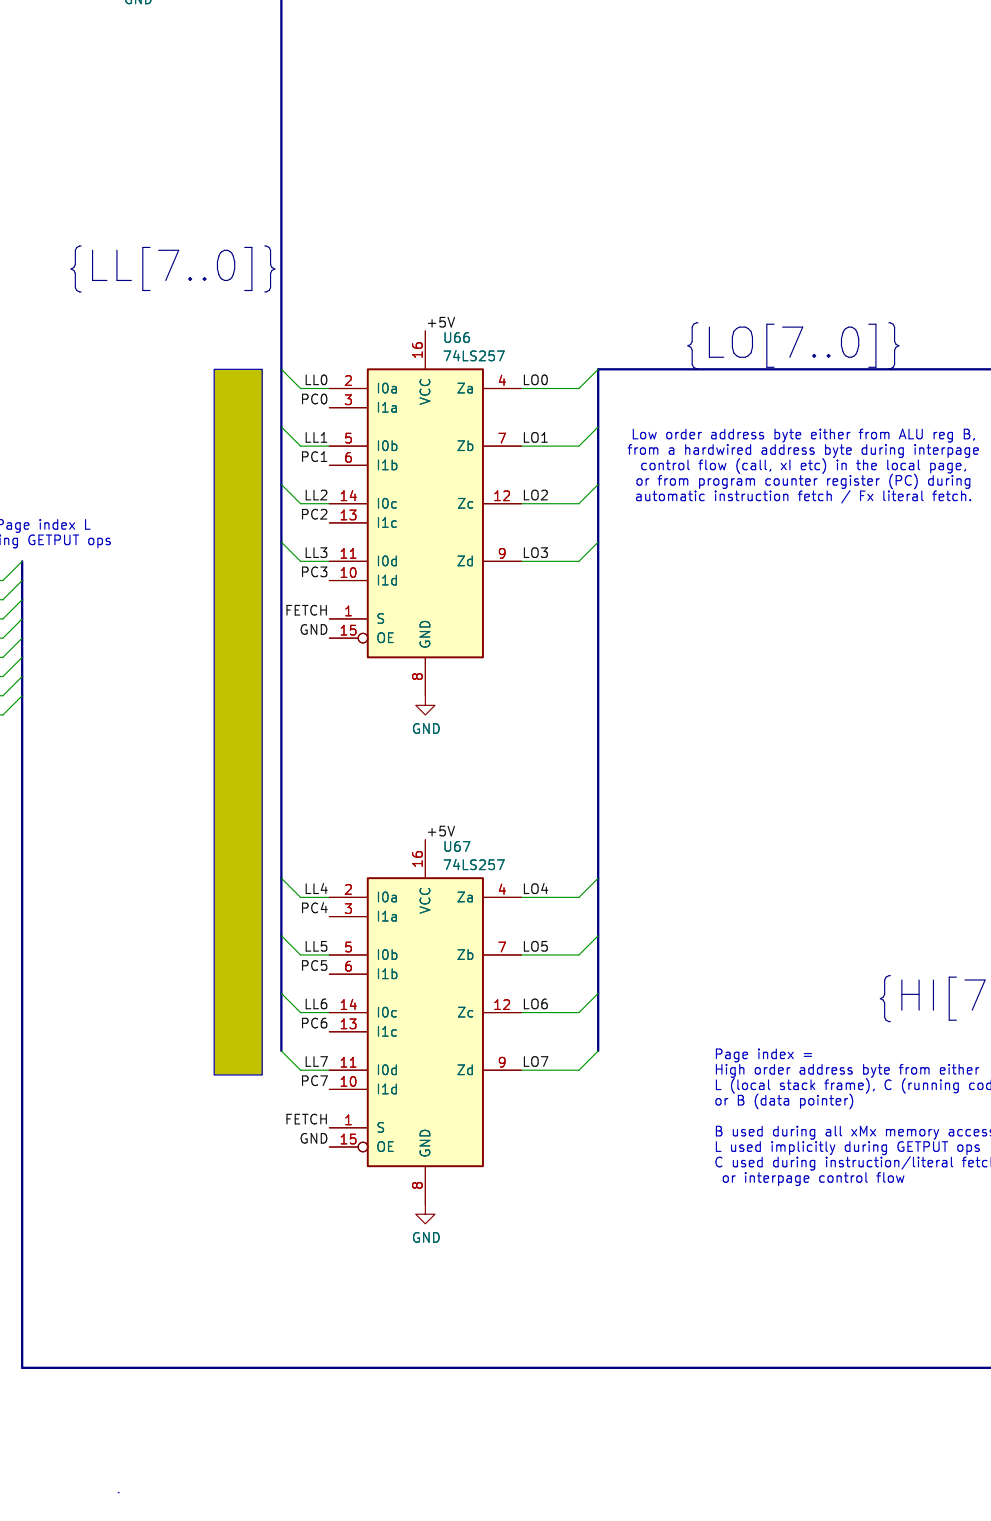 GND
{LL[7..0]}
+5V
U66
74LS257
16
VCC
{LO[7..0]}
LL0 2 I0a Za 4 LO0
PC0 3 I1a
LL1 5 I0b Zb 7 LO1
PC1 6 I1b
LL2 14 I0c Zc 12 LO2
PC2 13 I1c
LL3 11 I0d Zd 9 LO3
PC3 10 I1d
FETCH 1 S
GND 15 OE
GND
8
GND
Low order address byte either from ALU reg B,
from a hardwired address byte during interpage
control flow (call, xl etc) in the local page,
or from program counter register (PC) during
automatic instruction fetch / Fx literal fetch.
Page index L
ing GETPUT ops
+5V
U67
74LS257
16
VCC
LL4 2 I0a Za 4 LO4
PC4 3 I1a
LL5 5 I0b Zb 7 LO5
PC5 6 I1b
LL6 14 I0c Zc 12 LO6
PC6 13 I1c
LL7 11 I0d Zd 9 LO7
PC7 10 I1d
FETCH 1 S
GND 15 OE
GND
8
GND
{HI[7
Page index =
High order address byte from either
L (local stack frame), C (running cod
or B (data pointer)
B used during all xMx memory access
L used implicitly during GETPUT ops
C used during instruction/literal fetch
or interpage control flow